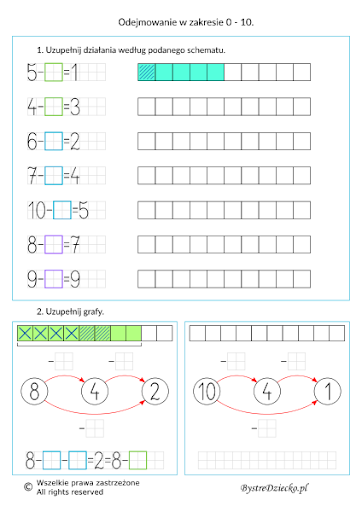 Odejmowanie w zakresie 0 - 10.
1. Uzupełnij działania według podanego schematu.
5-□=1
4-□=3
6-□=2
7-□=4
10-□=5
8-□=7
9-□=9
2. Uzupełnij grafy.
-□ -□
8 4 2
8-□-□=2=8-□
-□ -□
10 4 1
-□
© Wszelkie prawa zastrzeżone
All rights reserved
BystreDziecko.pl